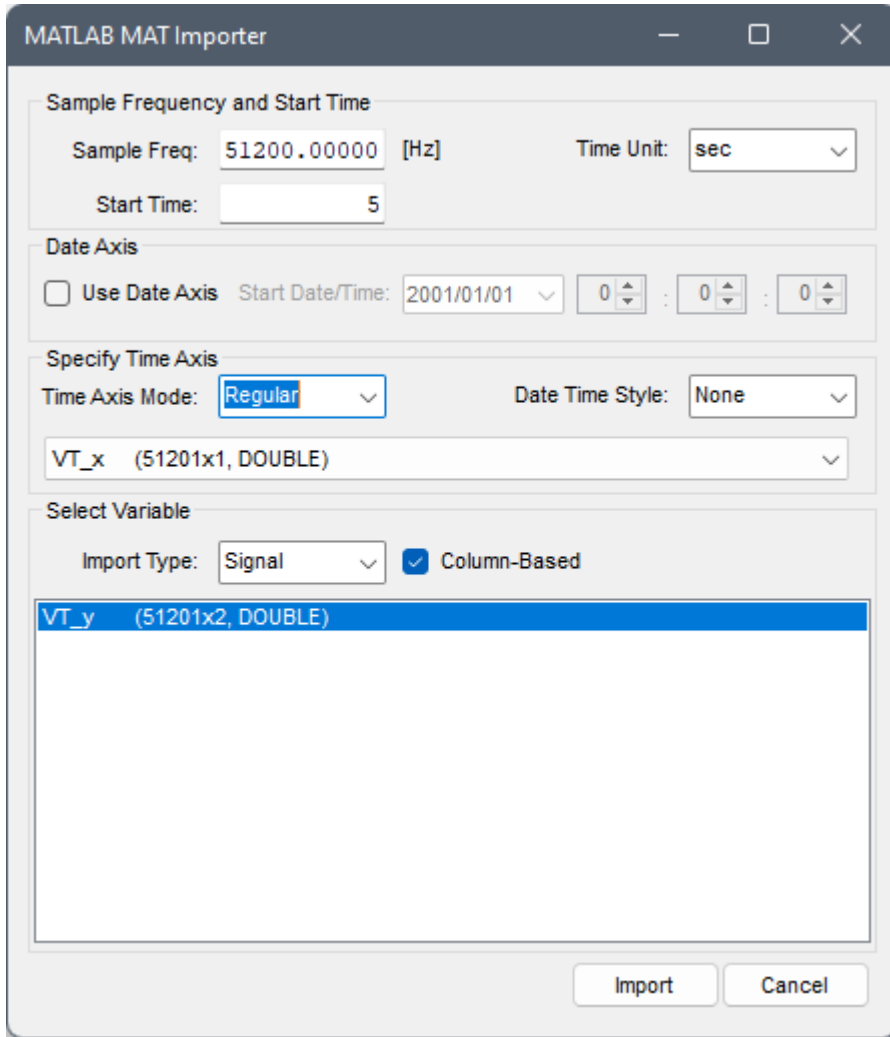 MATLAB MAT Importer
Sample Frequency and Start Time
Sample Freq: 51200.00000 [Hz] Time Unit: sec
Start Time: 5
Date Axis
Use Date Axis Start Date/Time: 2001/01/01 0 : 0 : 0
Specify Time Axis
Time Axis Mode: Regular Date Time Style: None
VT_x (51201x1, DOUBLE)
Select Variable
Import Type: Signal Column-Based
VT_y (51201x2, DOUBLE)
Import Cancel